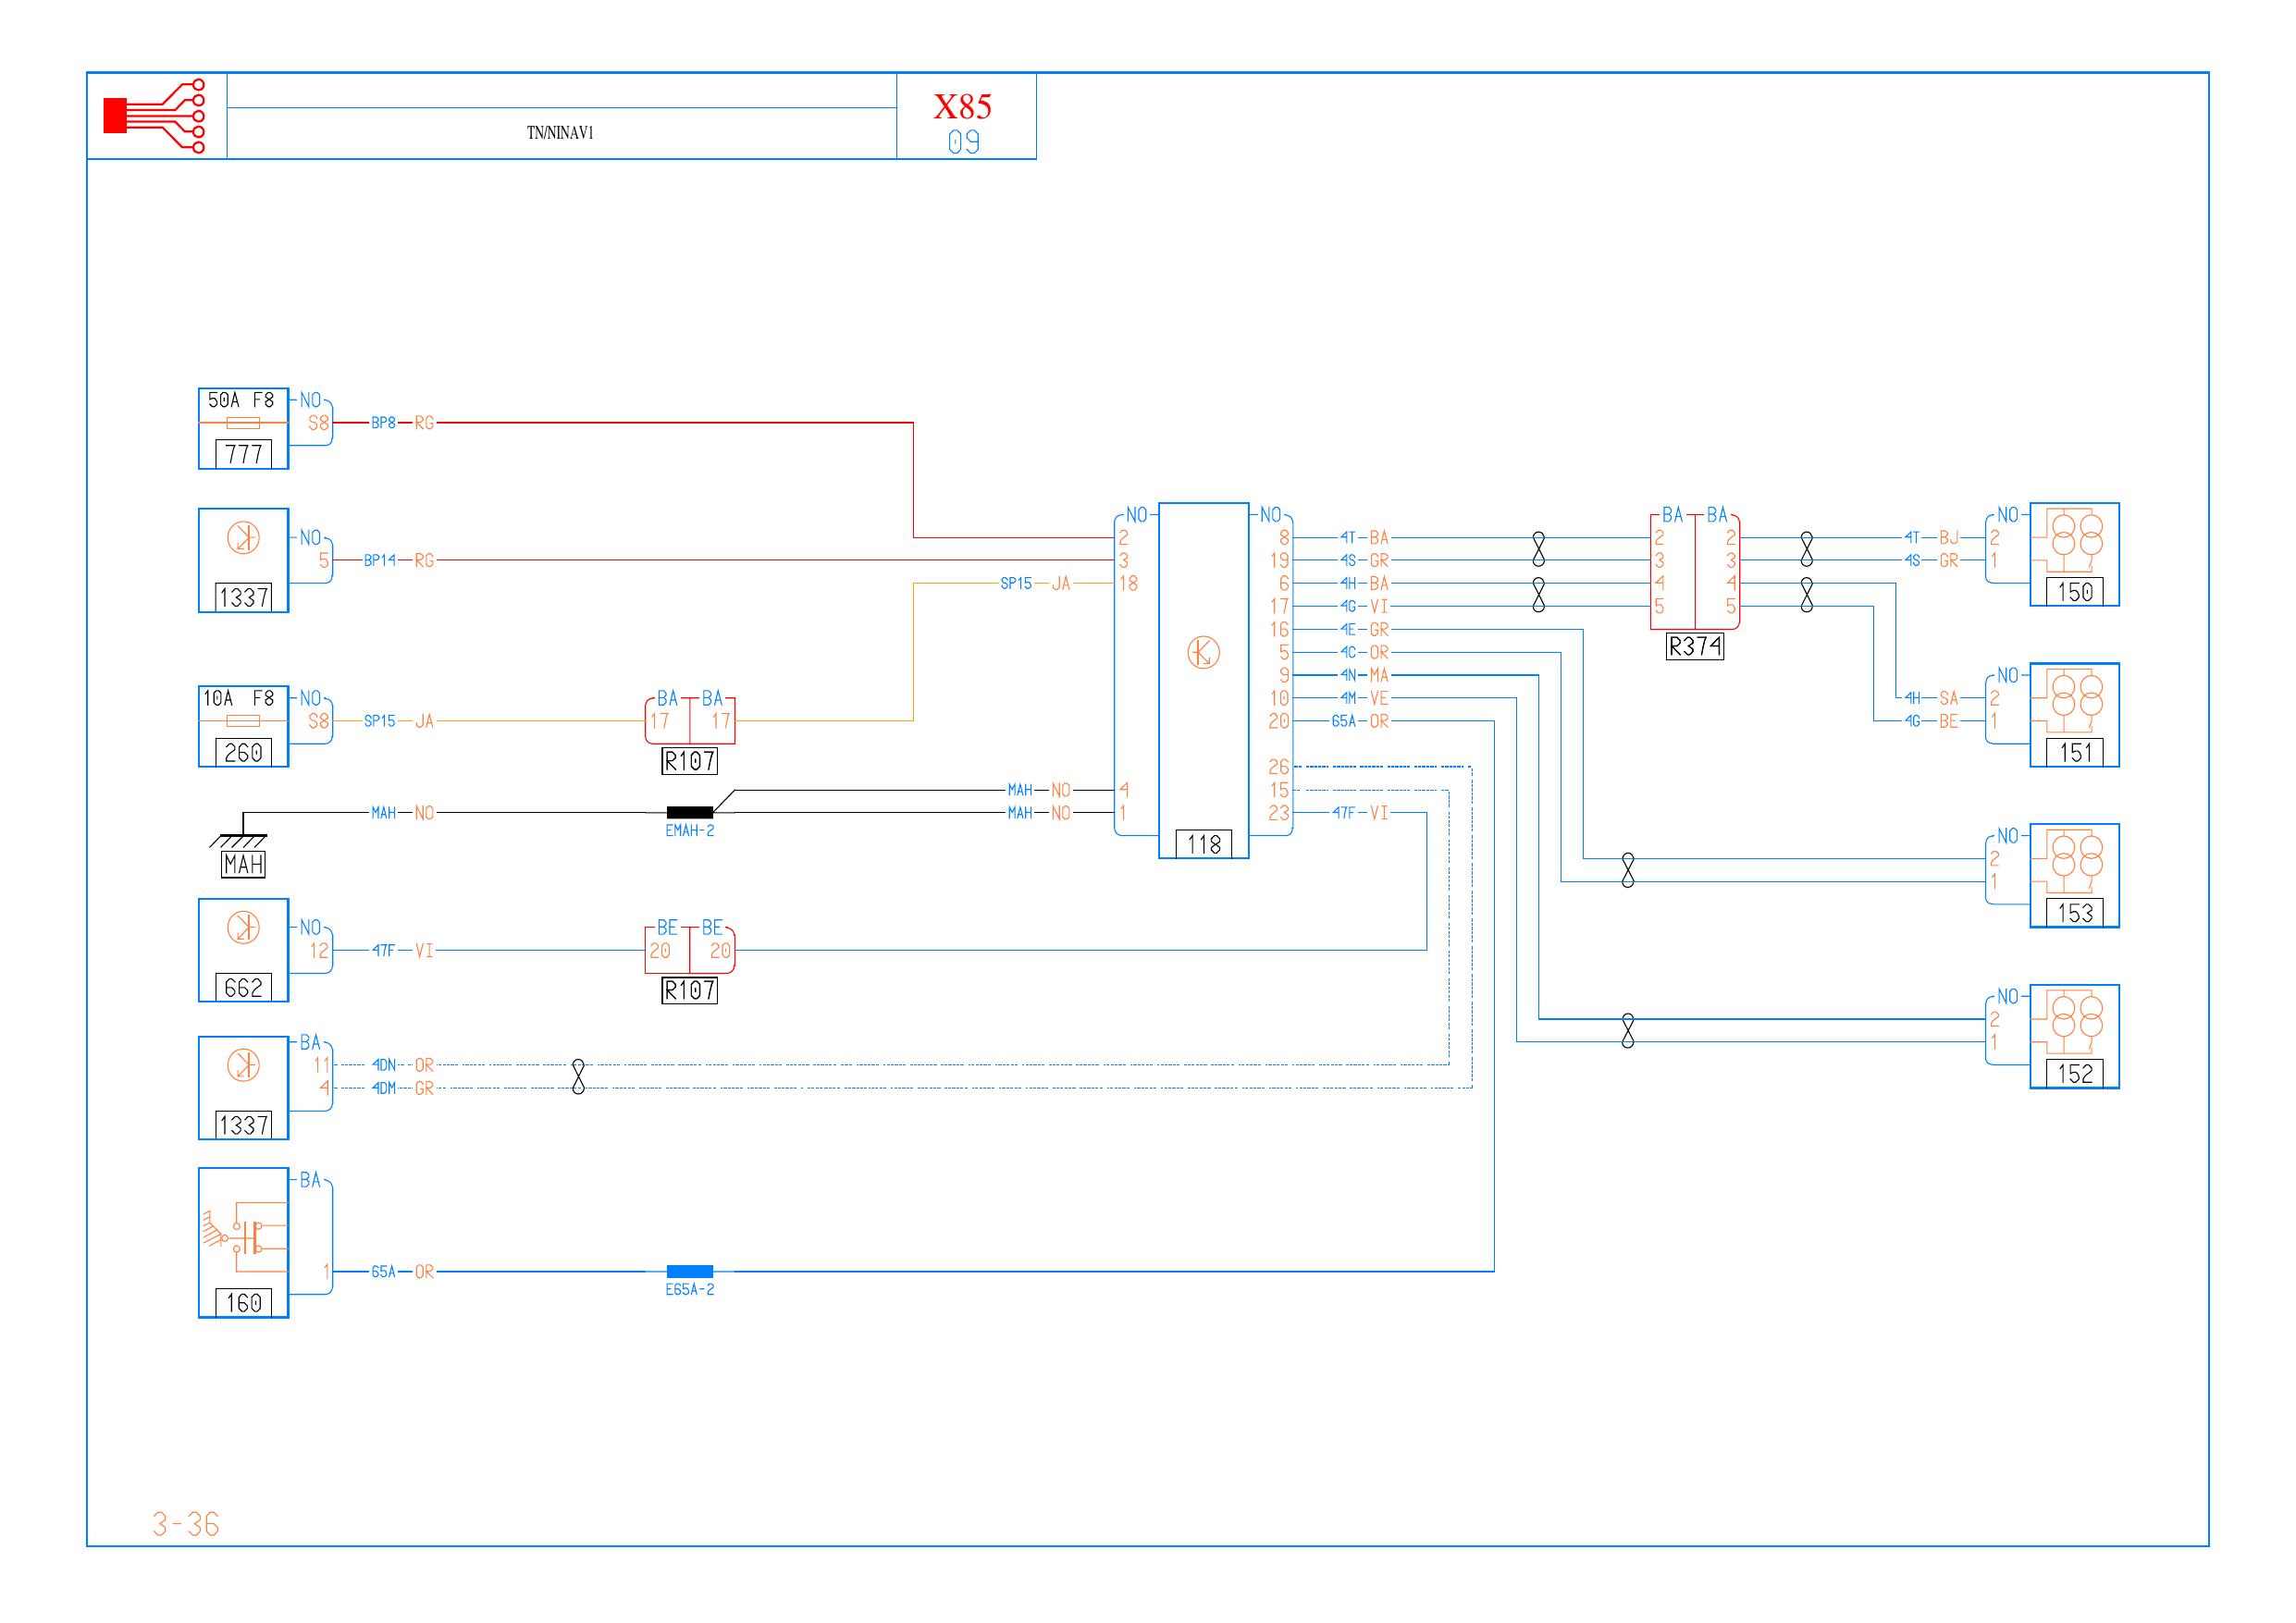 TN/NINAV1
X85
09
50A F8
NO
S8
BP8
RG
777
1337
NO
5
BP14
RG
10A F8
NO
S8
SP15
JA
260
BA BA
17 17
R107
SP15 JA
MAH NO
MAH
EMAH-2
MAH NO
MAH NO
662
NO
12
47F VI
BE BE
20 20
R107
1337
BA
11 4DN OR
4 4DM GR
160
BA
1 65A OR
E65A-2
NO
2
3
18
4
1
118
NO
8 4T BA
19 4S GR
6 4H BA
17 4G VI
16 4E GR
5 4C OR
9 4N MA
10 4M VE
20 65A OR
26
15
23 47F VI
BA BA
2 2
3 3
4 4
5 5
R374
NO
4T BJ 2
4S GR 1
150
NO
4H SA 2
4G BE 1
151
NO
2
1
153
NO
2
1
152
3-36